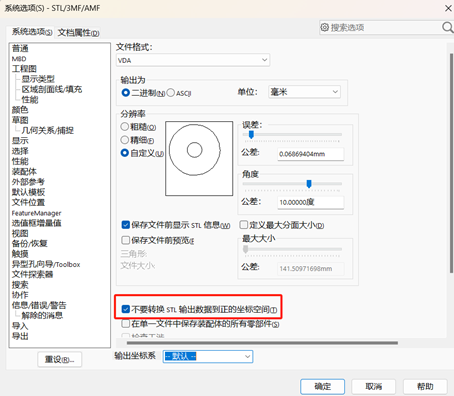 系统选项(S) - STL/3MF/AMF
系统选项(S)
文档属性(D)
搜索选项
普通
MBD
工程图
显示类型
区域剖面线/填充
性能
颜色
草图
几何关系/捕捉
显示
选择
性能
装配体
外部参考
默认模板
文件位置
FeatureManager
选值框增量值
视图
备份/恢复
触摸
异型孔向导/Toolbox
文件探索器
搜索
协作
信息/错误/警告
解除的消息
导入
导出
重设(R)...
文件格式:
VDA
输出为
二进制(N)
ASCII
单位:
毫米
分辨率
粗糙(O)
精细(F)
自定义(U)
误差:
公差:
0.06869404mm
角度
公差:
10.00000度
保存文件前显示 STL 信息(W)
保存文件前预览(E
三角形:
文件大小:
定义最大分面大小(D)
最大大小
公差:
141.50971698mm
不要转换 STL 输出数据到正的坐标空间(T)
在单一文件中保存装配体的所有零部件(S)
输出坐标系
-- 默认 --
确定
取消
帮助